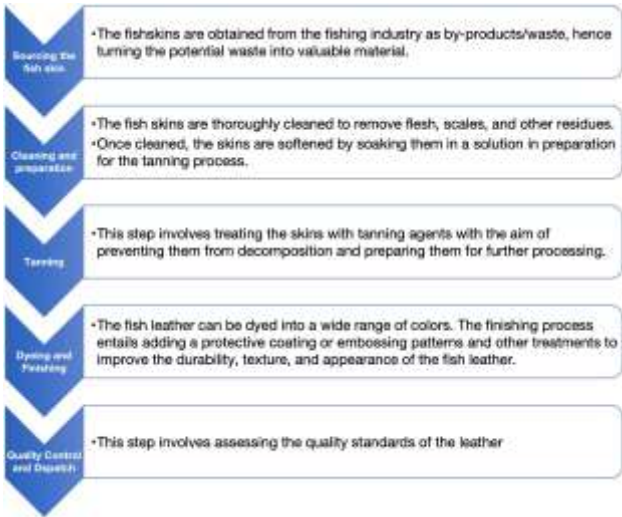 Sourcing the
fish skin
•The fishskins are obtained from the fishing industry as by-products/waste, hence
turning the potential waste into valuable material.
Cleaning and
preparation
•The fish skins are thoroughly cleaned to remove flesh, scales, and other residues.
•Once cleaned, the skins are softened by soaking them in a solution in preparation
for the tanning process.
Tanning
•This step involves treating the skins with tanning agents with the aim of
preventing them from decomposition and preparing them for further processing.
Dyeing and
Finishing
•The fish leather can be dyed into a wide range of colors. The finishing process
entails adding a protective coating or embossing patterns and other treatments to
improve the durability, texture, and appearance of the fish leather.
Quality Control
and Dispatch
•This step involves assessing the quality standards of the leather